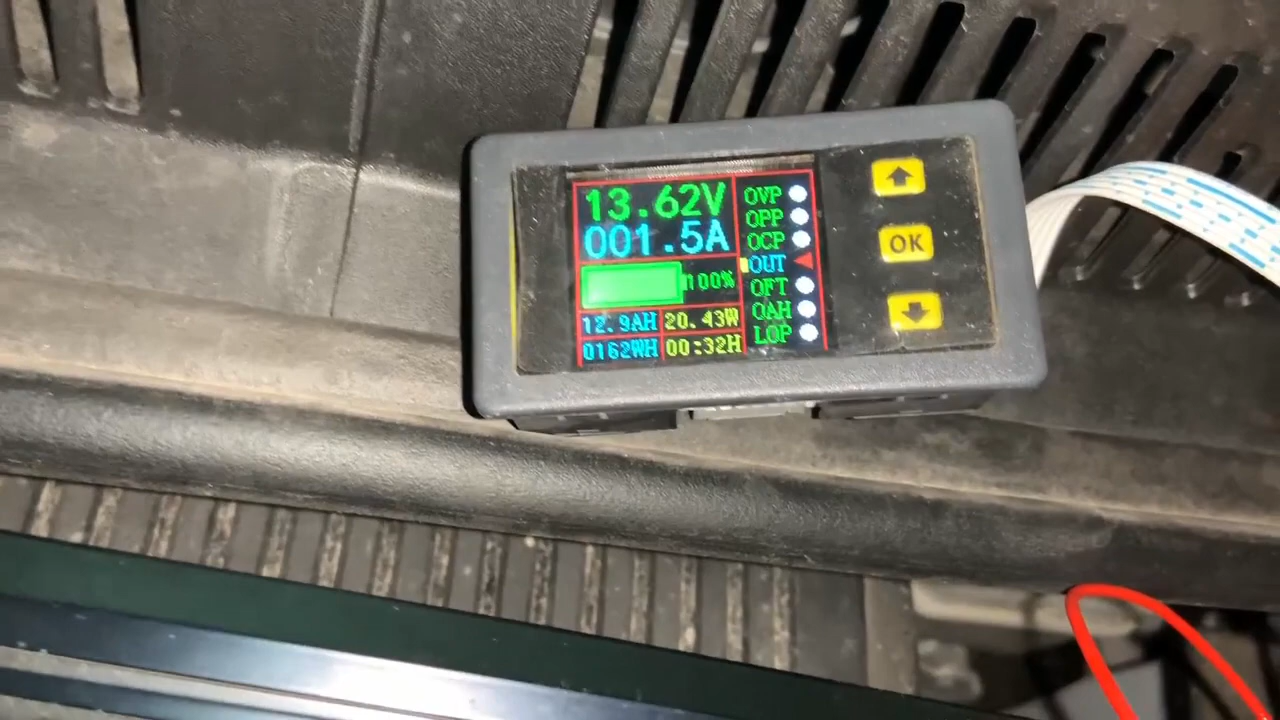 13.62V
001.5A
100%
12.9AH 20.43W
0162WH 00:32H
OVP
OPP
OCP
OUT
OFT
OAH
LOP
OK